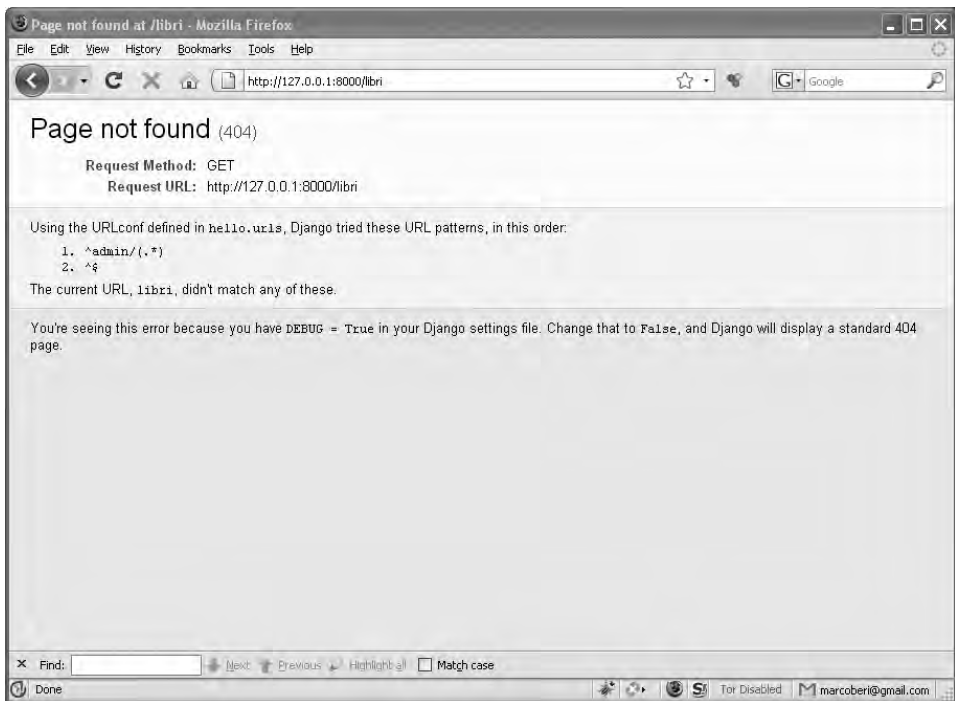 Page not found at /libri - Mozilla Firefox
File Edit View History Bookmarks Tools Help
http://127.0.0.1:8000/libri
G Google
Page not found (404)
Request Method: GET
Request URL: http://127.0.0.1:8000/libri
Using the URLconf defined in hello.urls, Django tried these URL patterns, in this order:
1. ^admin/(.*)
2. ^$
The current URL, libri, didn't match any of these.
You're seeing this error because you have DEBUG = True in your Django settings file. Change that to False, and Django will display a standard 404
page.
Find: Next Previous Highlight all Match case
Done Tor Disabled marcoberi@gmail.com